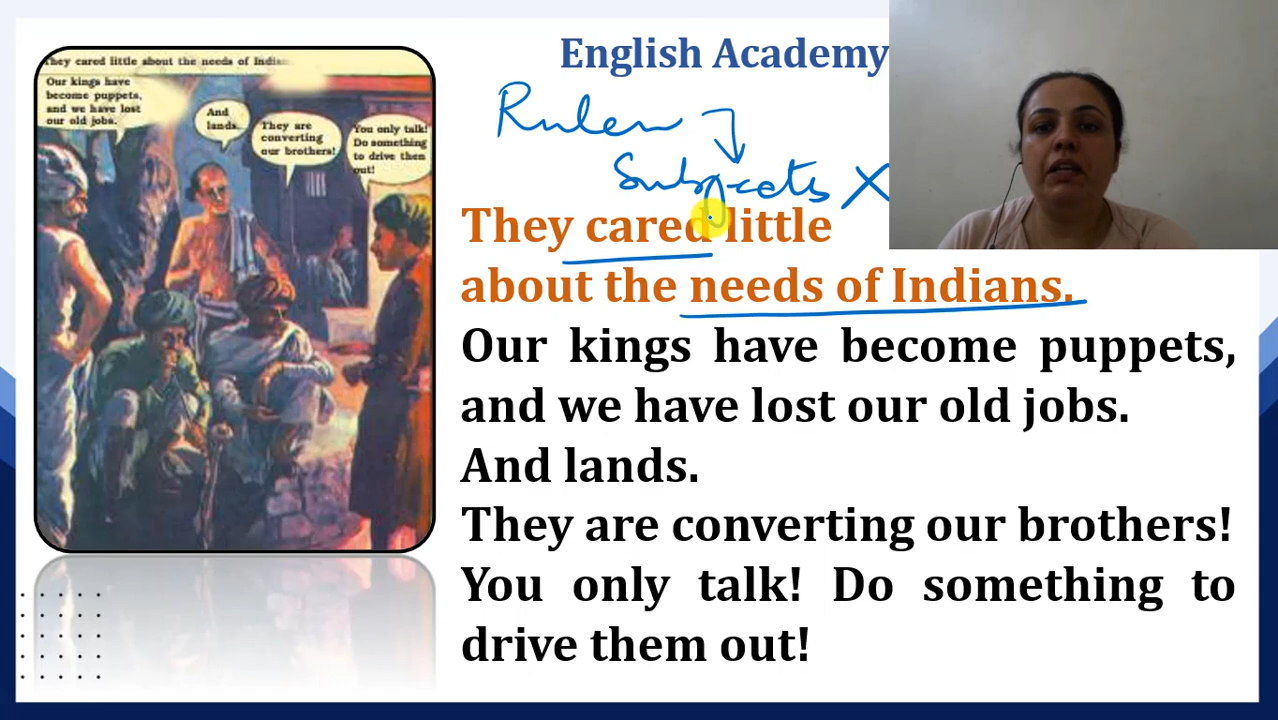 English Academy
Ruler
Subjects X
They cared little
about the needs of Indians.
Our kings have become puppets,
and we have lost our old jobs.
And lands.
They are converting our brothers!
You only talk! Do something to
drive them out!
They cared little about the needs of Indian
Our kings have
become puppets,
and we have lost
our old jobs.
And
lands.
They are
converting
our brothers!
You only talk!
Do something
to drive them
out!